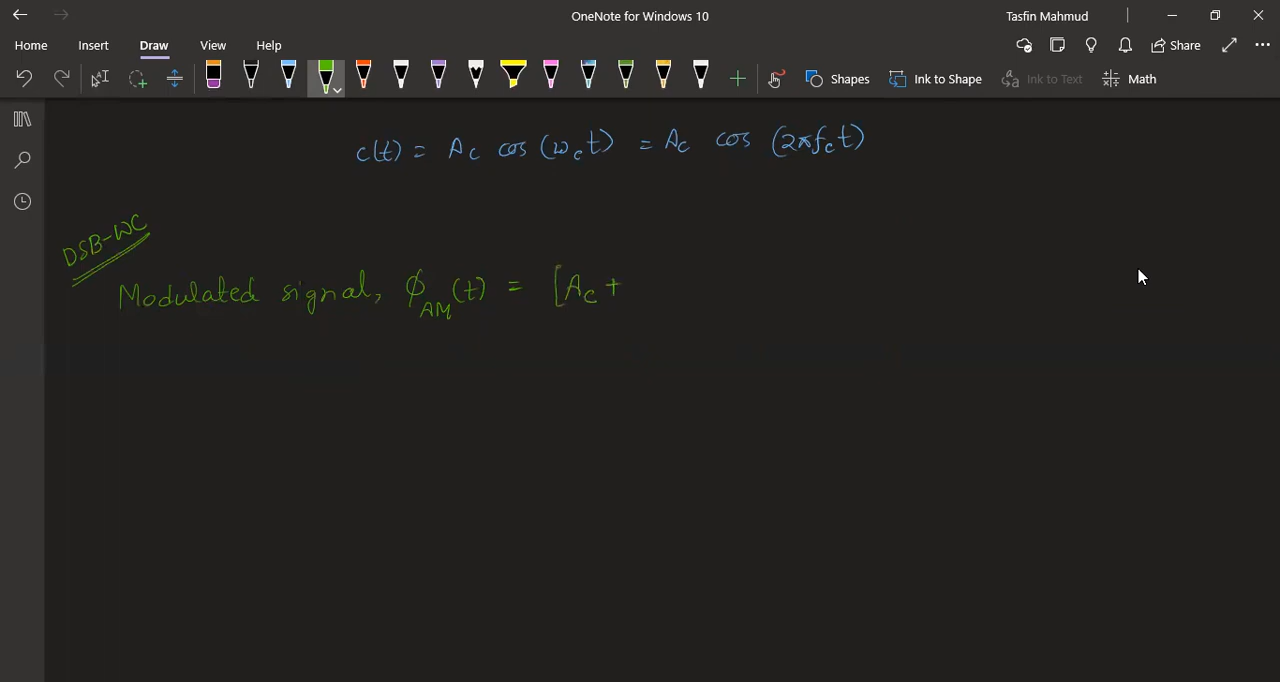 OneNote for Windows 10
Tasfin Mahmud
Home Insert Draw View Help
Share
Shapes Ink to Shape Ink to Text Math
c(t) = Ac cos (ωct) = Ac cos (2πfct)
DSB-WC
Modulated signal, ϕAM(t) = [Ac +